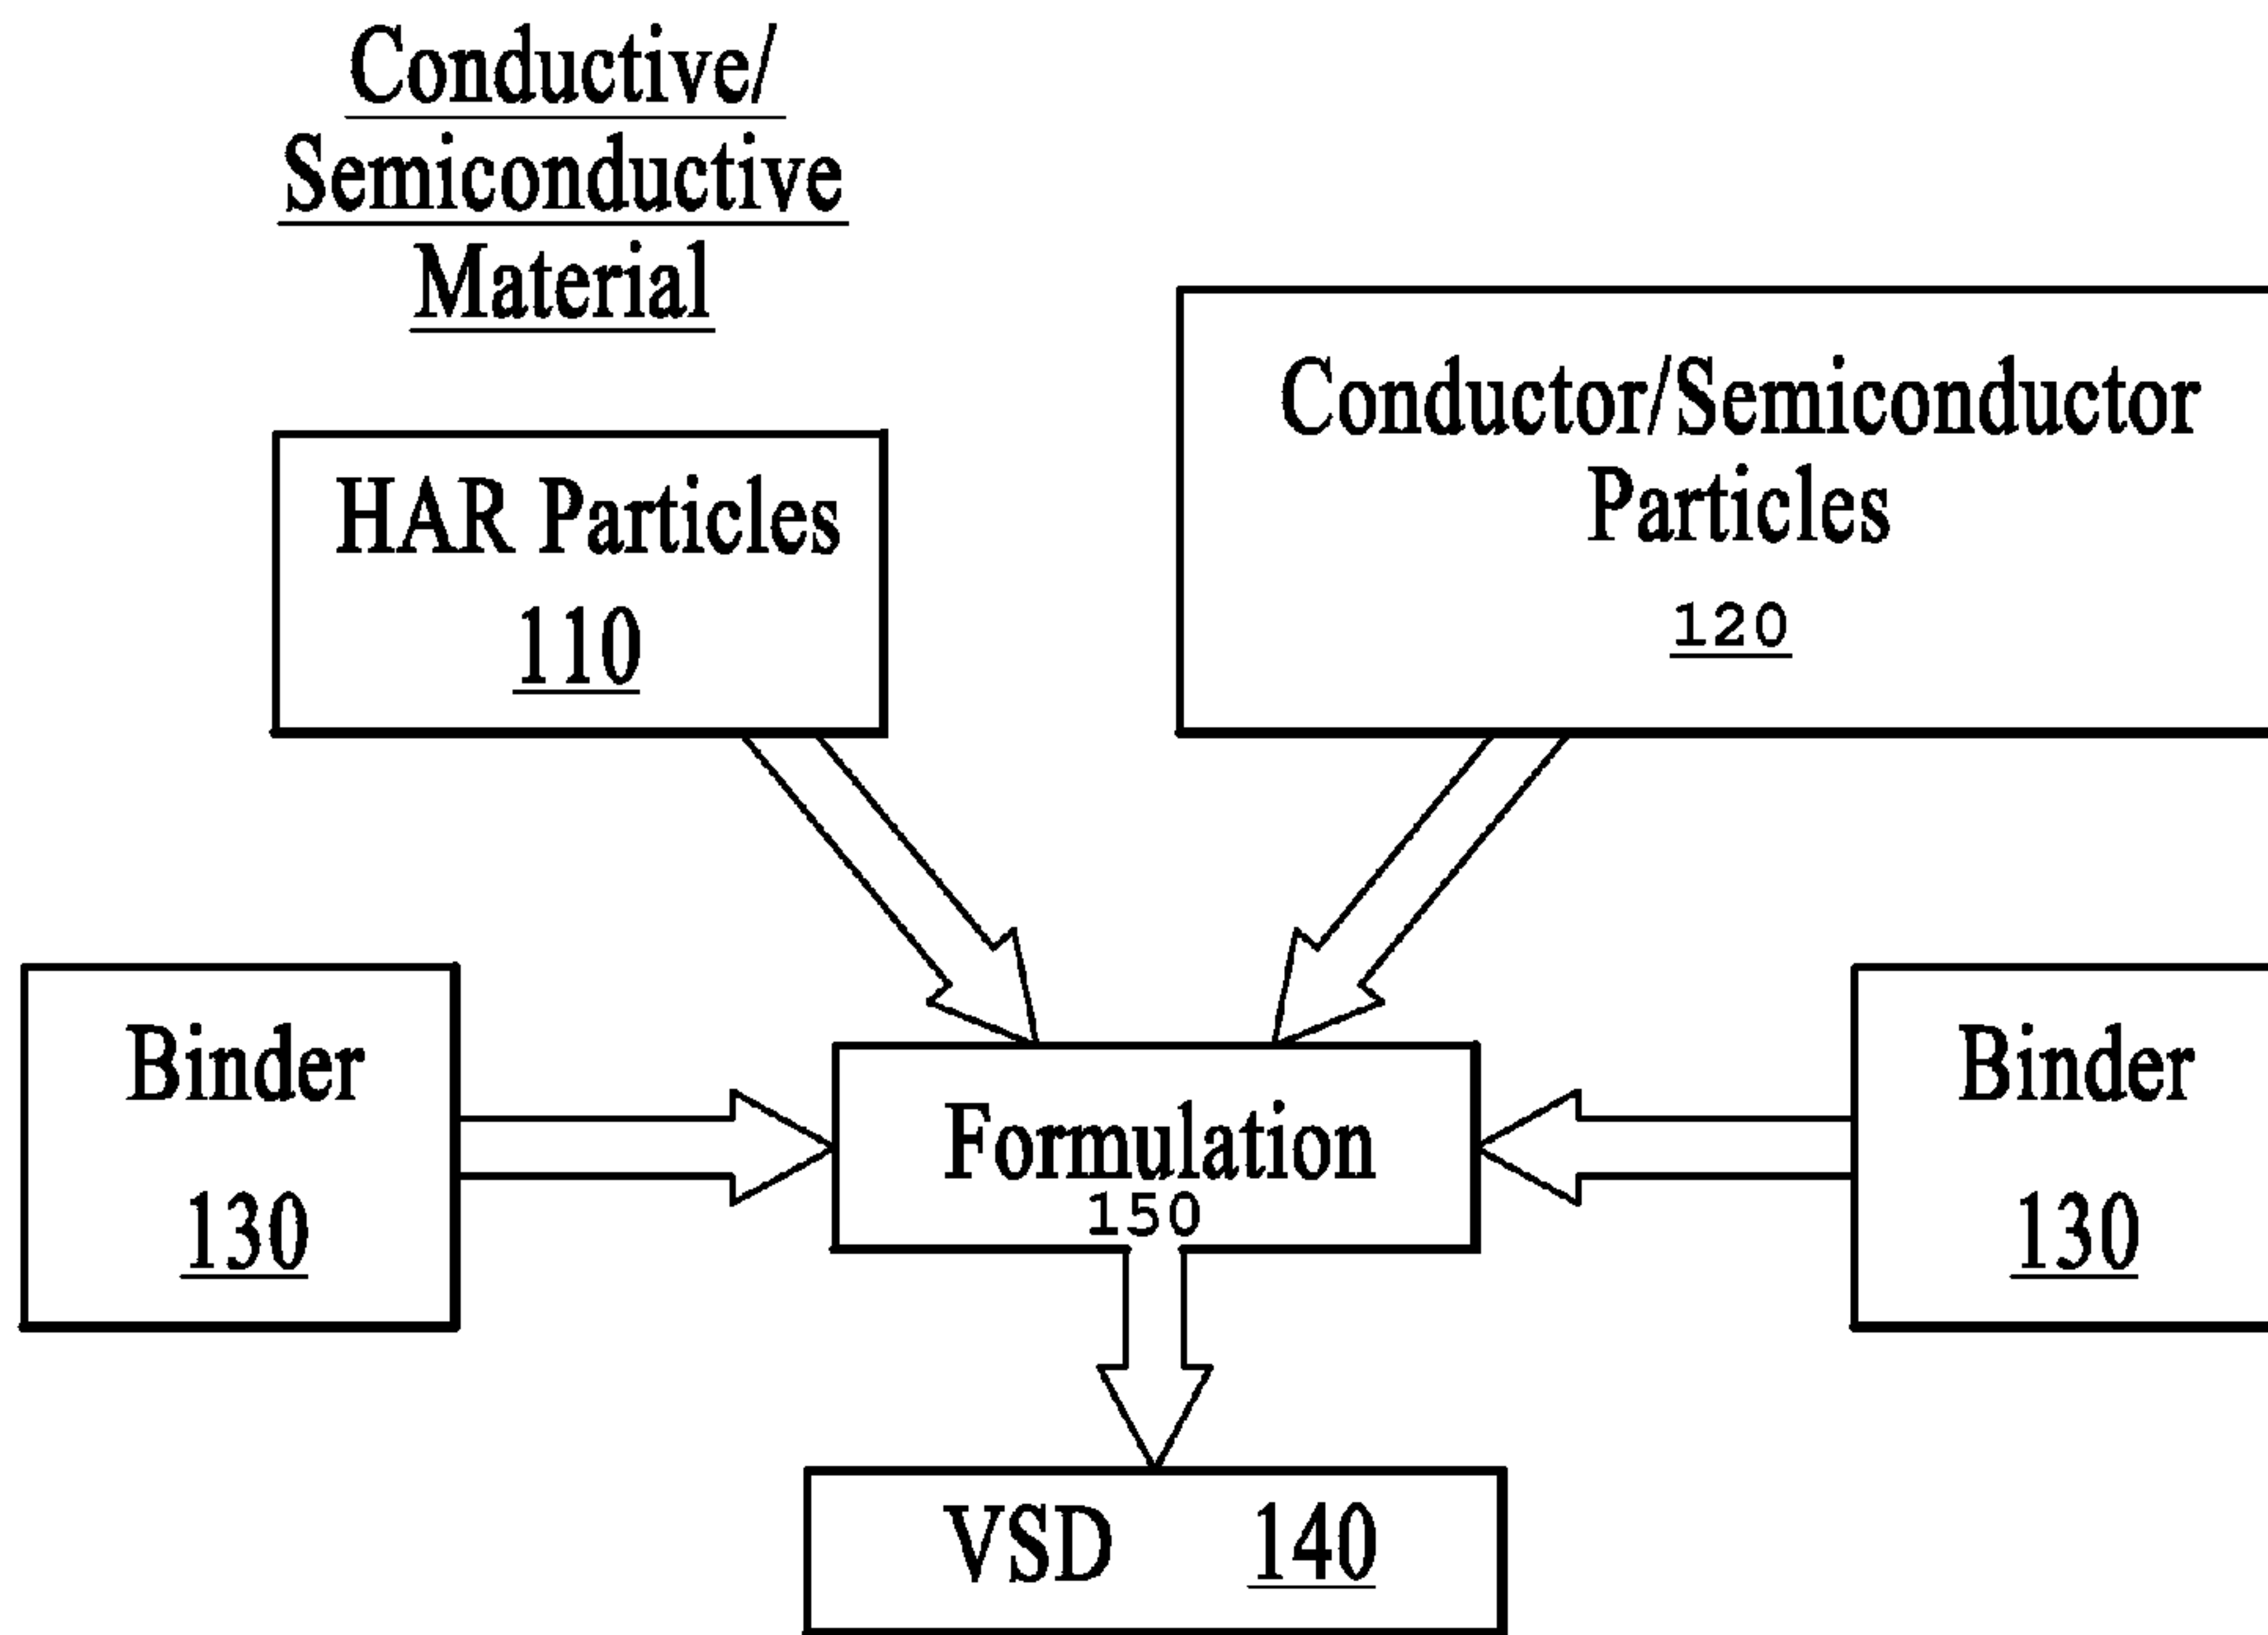 Conductive/
Semiconductive
Material
HAR Particles
110
Conductor/Semiconductor
Particles
120
Binder
130
Formulation
150
Binder
130
VSD 140